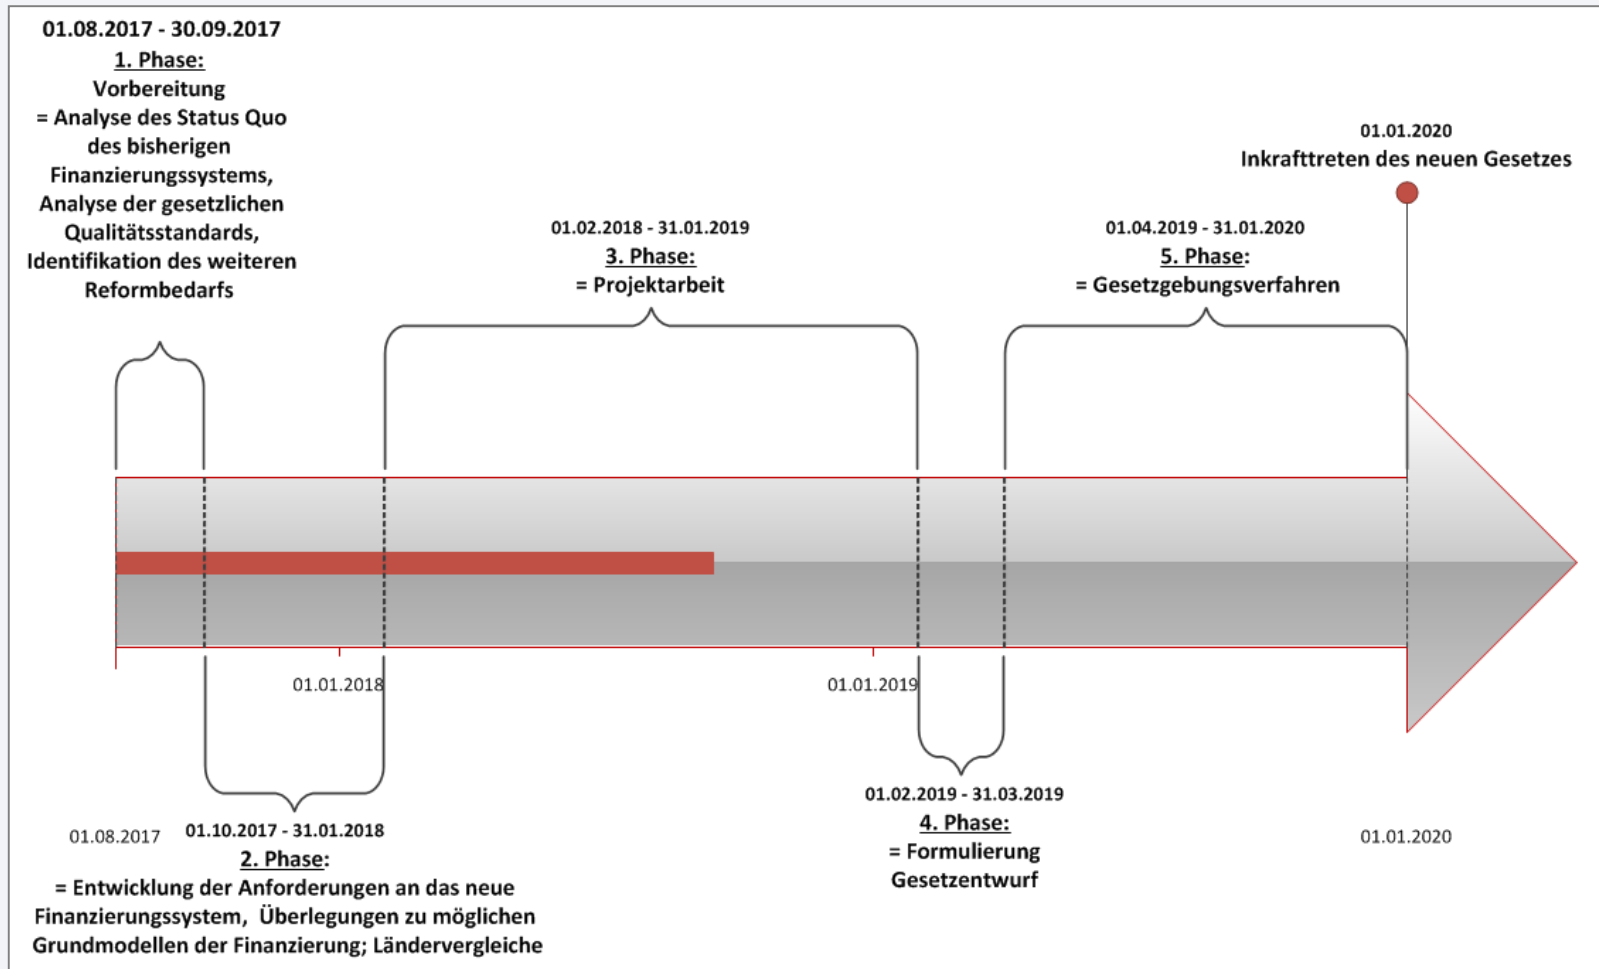 01.08.2017 - 30.09.2017
1. Phase:
Vorbereitung
= Analyse des Status Quo
des bisherigen
Finanzierungssystems,
Analyse der gesetzlichen
Qualitätsstandards,
Identifikation des weiteren
Reformbedarfs
01.02.2018 - 31.01.2019
3. Phase:
= Projektarbeit
01.04.2019 - 31.01.2020
5. Phase:
= Gesetzgebungsverfahren
01.01.2020
Inkrafttreten des neuen Gesetzes
01.01.2018
01.01.2019
01.08.2017
01.10.2017 - 31.01.2018
2. Phase:
= Entwicklung der Anforderungen an das neue
Finanzierungssystem, Überlegungen zu möglichen
Grundmodellen der Finanzierung; Ländervergleiche
01.02.2019 - 31.03.2019
4. Phase:
= Formulierung
Gesetzentwurf
01.01.2020